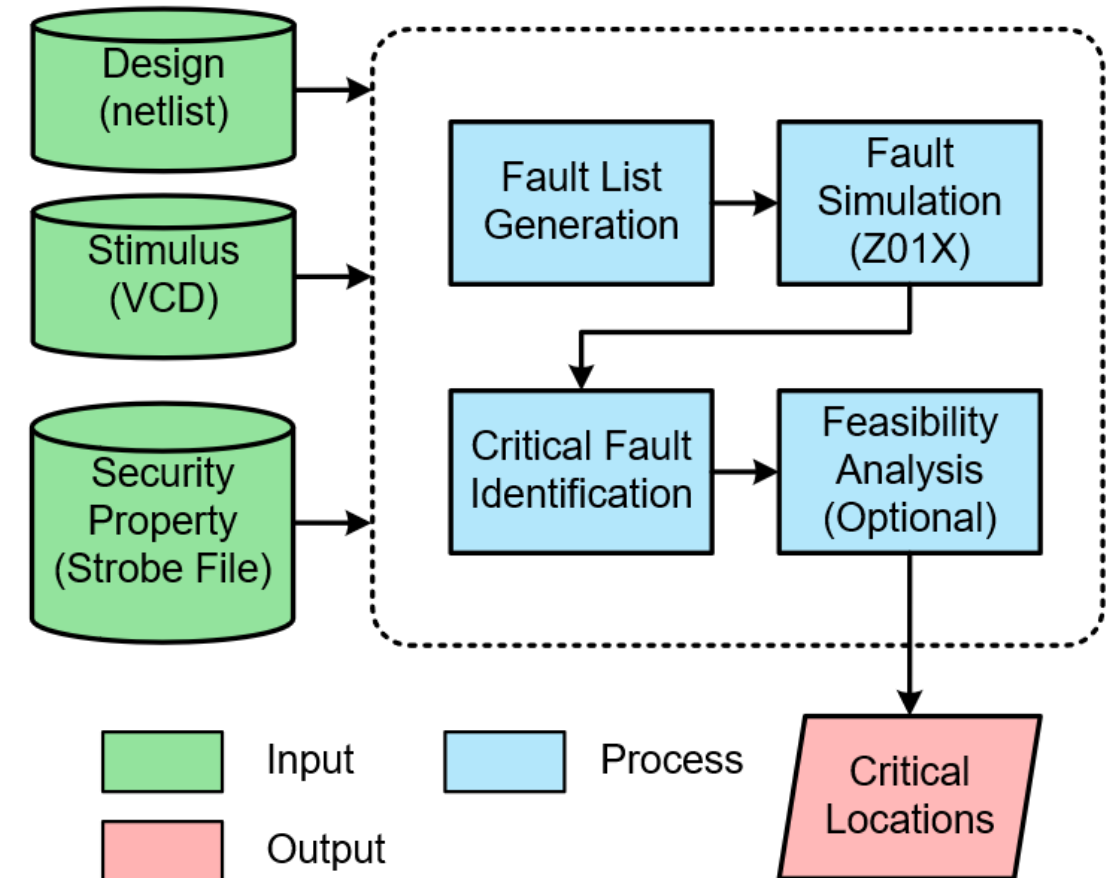 Design
(netlist)
Stimulus
(VCD)
Security
Property
(Strobe File)
Fault List
Generation
Fault
Simulation
(Z01X)
Critical Fault
Identification
Feasibility
Analysis
(Optional)
Critical
Locations
Input
Process
Output